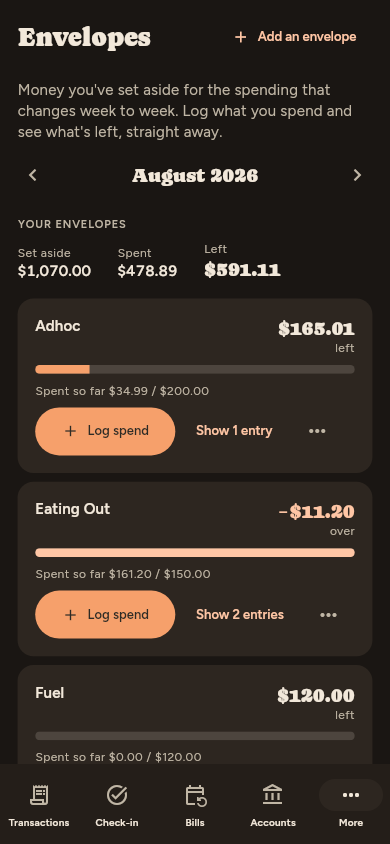 Envelopes
+ Add an envelope
Money you've set aside for the spending that
changes week to week. Log what you spend and
see what's left, straight away.
August 2026
YOUR ENVELOPES
Set aside Spent Left
$1,070.00 $478.89 $591.11
Adhoc $165.01
left
Spent so far $34.99 / $200.00
+ Log spend Show 1 entry •••
Eating Out −$11.20
over
Spent so far $161.20 / $150.00
+ Log spend Show 2 entries •••
Fuel $120.00
left
Spent so far $0.00 / $120.00
Transactions Check-in Bills Accounts More